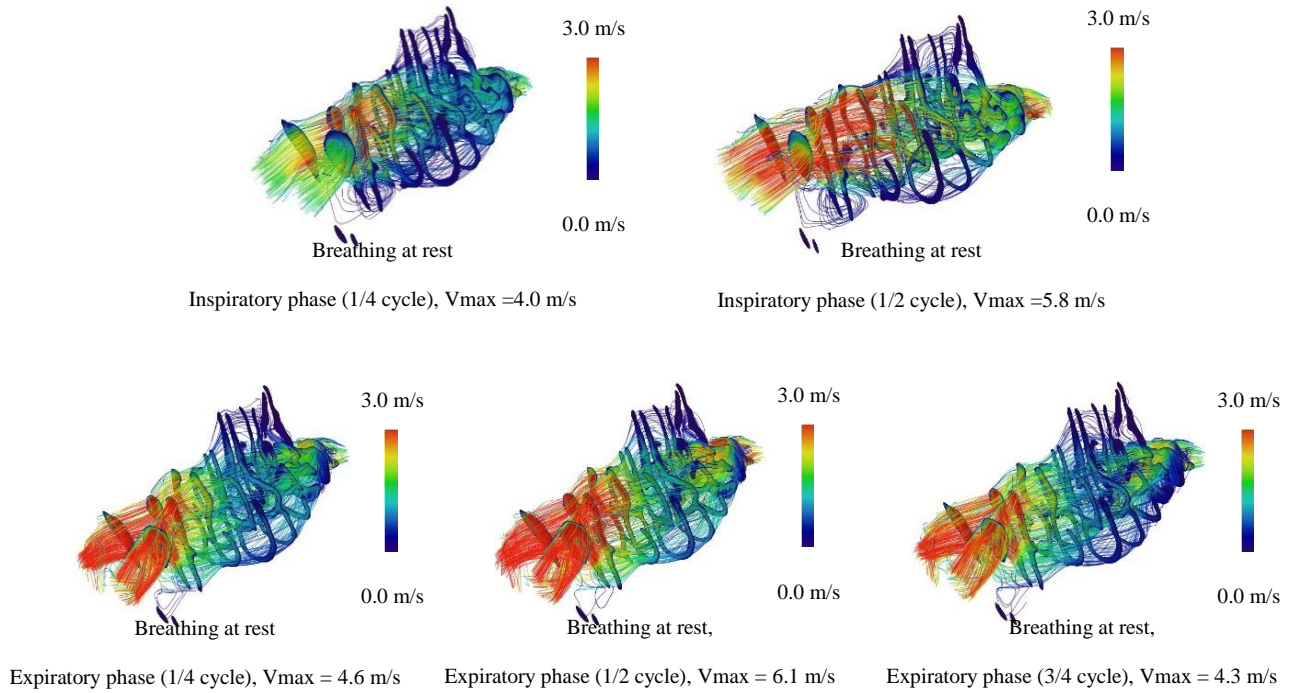 3.0 m/s
0.0 m/s
Breathing at rest
Inspiratory phase (1/4 cycle), Vmax =4.0 m/s
3.0 m/s
0.0 m/s
Breathing at rest
Inspiratory phase (1/2 cycle), Vmax =5.8 m/s
3.0 m/s
0.0 m/s
Breathing at rest
Expiratory phase (1/4 cycle), Vmax = 4.6 m/s
3.0 m/s
0.0 m/s
Breathing at rest,
Expiratory phase (1/2 cycle), Vmax = 6.1 m/s
3.0 m/s
0.0 m/s
Breathing at rest,
Expiratory phase (3/4 cycle), Vmax = 4.3 m/s